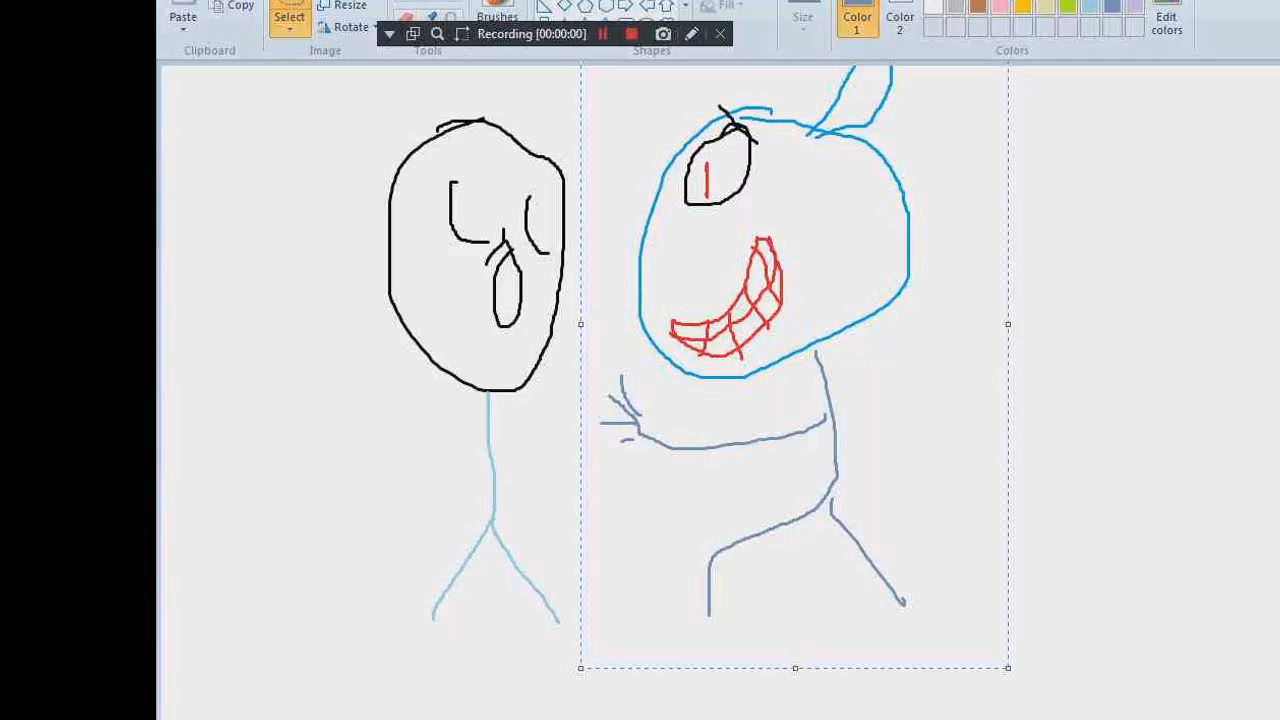 Copy
Resize
Fill
Paste
Select
Rotate
Brushes
Size
Color
1
Color
2
Edit
colors
Recording [00:00:00]
Clipboard
Image
Tools
Shapes
Colors